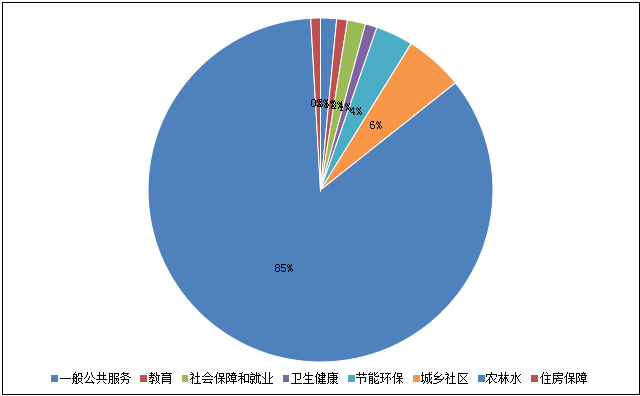 4%
6%
85%
一般公共服务 教育 社会保障和就业 卫生健康 节能环保 城乡社区 农林水 住房保障